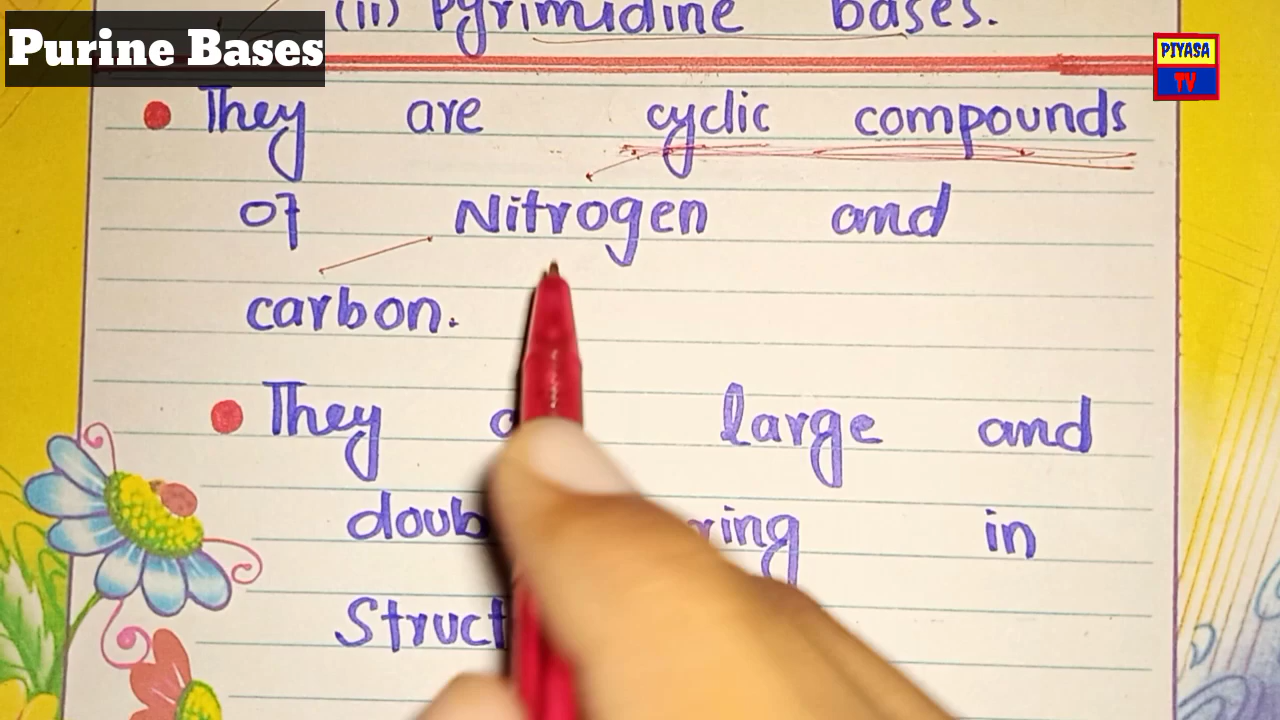 (ii) Pyrimidine bases.
Purine Bases
PIYASA
TV
They are cyclic compounds
of Nitrogen and
carbon.
They large and
ring in